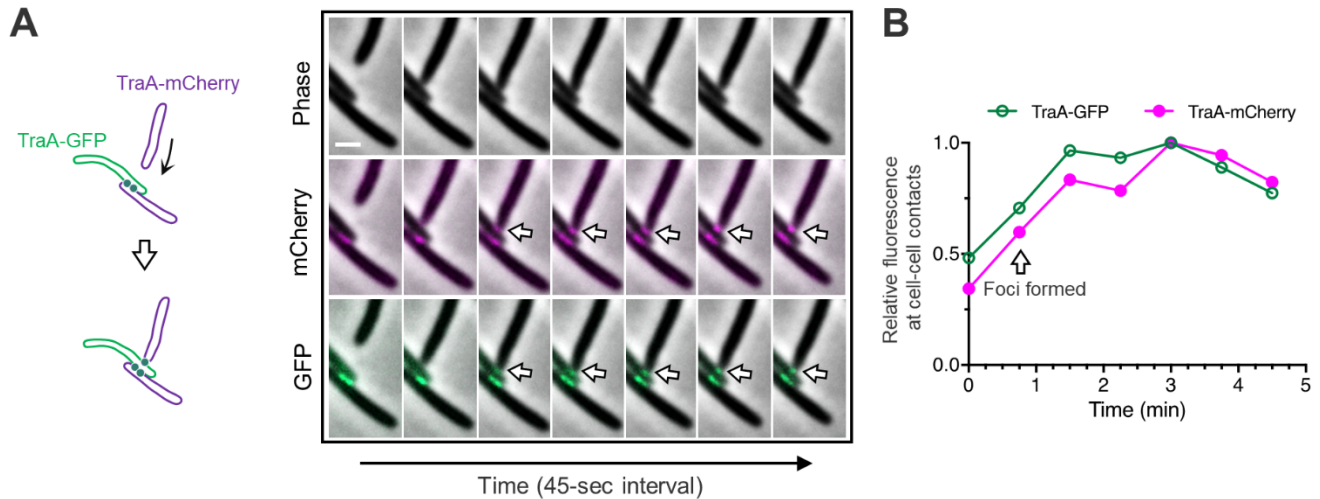 A
TraA-mCherry
TraA-GFP
Phase
mCherry
GFP
Time (45-sec interval)
B
TraA-GFP
TraA-mCherry
Relative fluorescence
at cell-cell contacts
1.0
0.5
0.0
Foci formed
0 1 2 3 4 5
Time (min)